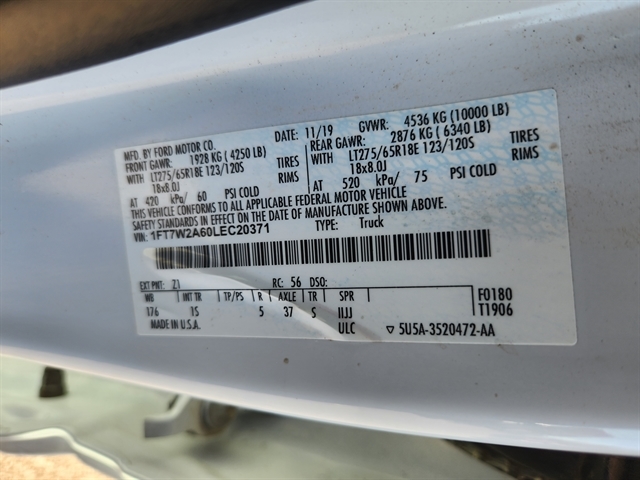 MFD. BY FORD MOTOR CO.
DATE: 11/19 GVWR: 4536 KG (10000 LB)
FRONT GAWR: 1928 KG ( 4250 LB) REAR GAWR: 2876 KG ( 6340 LB)
WITH LT275/65R18E 123/120S TIRES WITH LT275/65R18E 123/120S TIRES
18x8.0J RIMS 18x8.0J RIMS
AT 420 kPa/ 60 PSI COLD AT 520 kPa/ 75 PSI COLD
THIS VEHICLE CONFORMS TO ALL APPLICABLE FEDERAL MOTOR VEHICLE
SAFETY STANDARDS IN EFFECT ON THE DATE OF MANUFACTURE SHOWN ABOVE.
VIN: 1FT7W2A60LEC20371 TYPE: Truck
EXT PNT: Z1 RC: 56 DSO:
WB INT TR TP/PS R AXLE TR SPR F0180
176 1S 5 37 S IIJJ T1906
MADE IN U.S.A. ULC ▽ 5U5A-3520472-AA